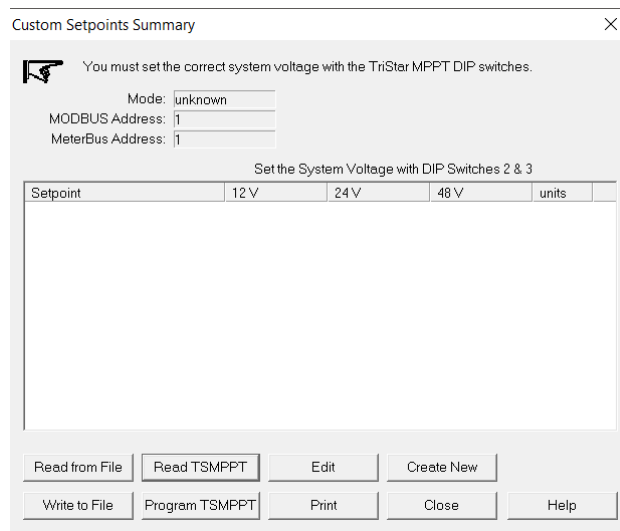 Custom Setpoints Summary
You must set the correct system voltage with the TriStar MPPT DIP switches.
Mode: unknown
MODBUS Address: 1
MeterBus Address: 1
Set the System Voltage with DIP Switches 2 & 3
Setpoint 12 V 24 V 48 V units
Read from File Read TSMPPT Edit Create New
Write to File Program TSMPPT Print Close Help